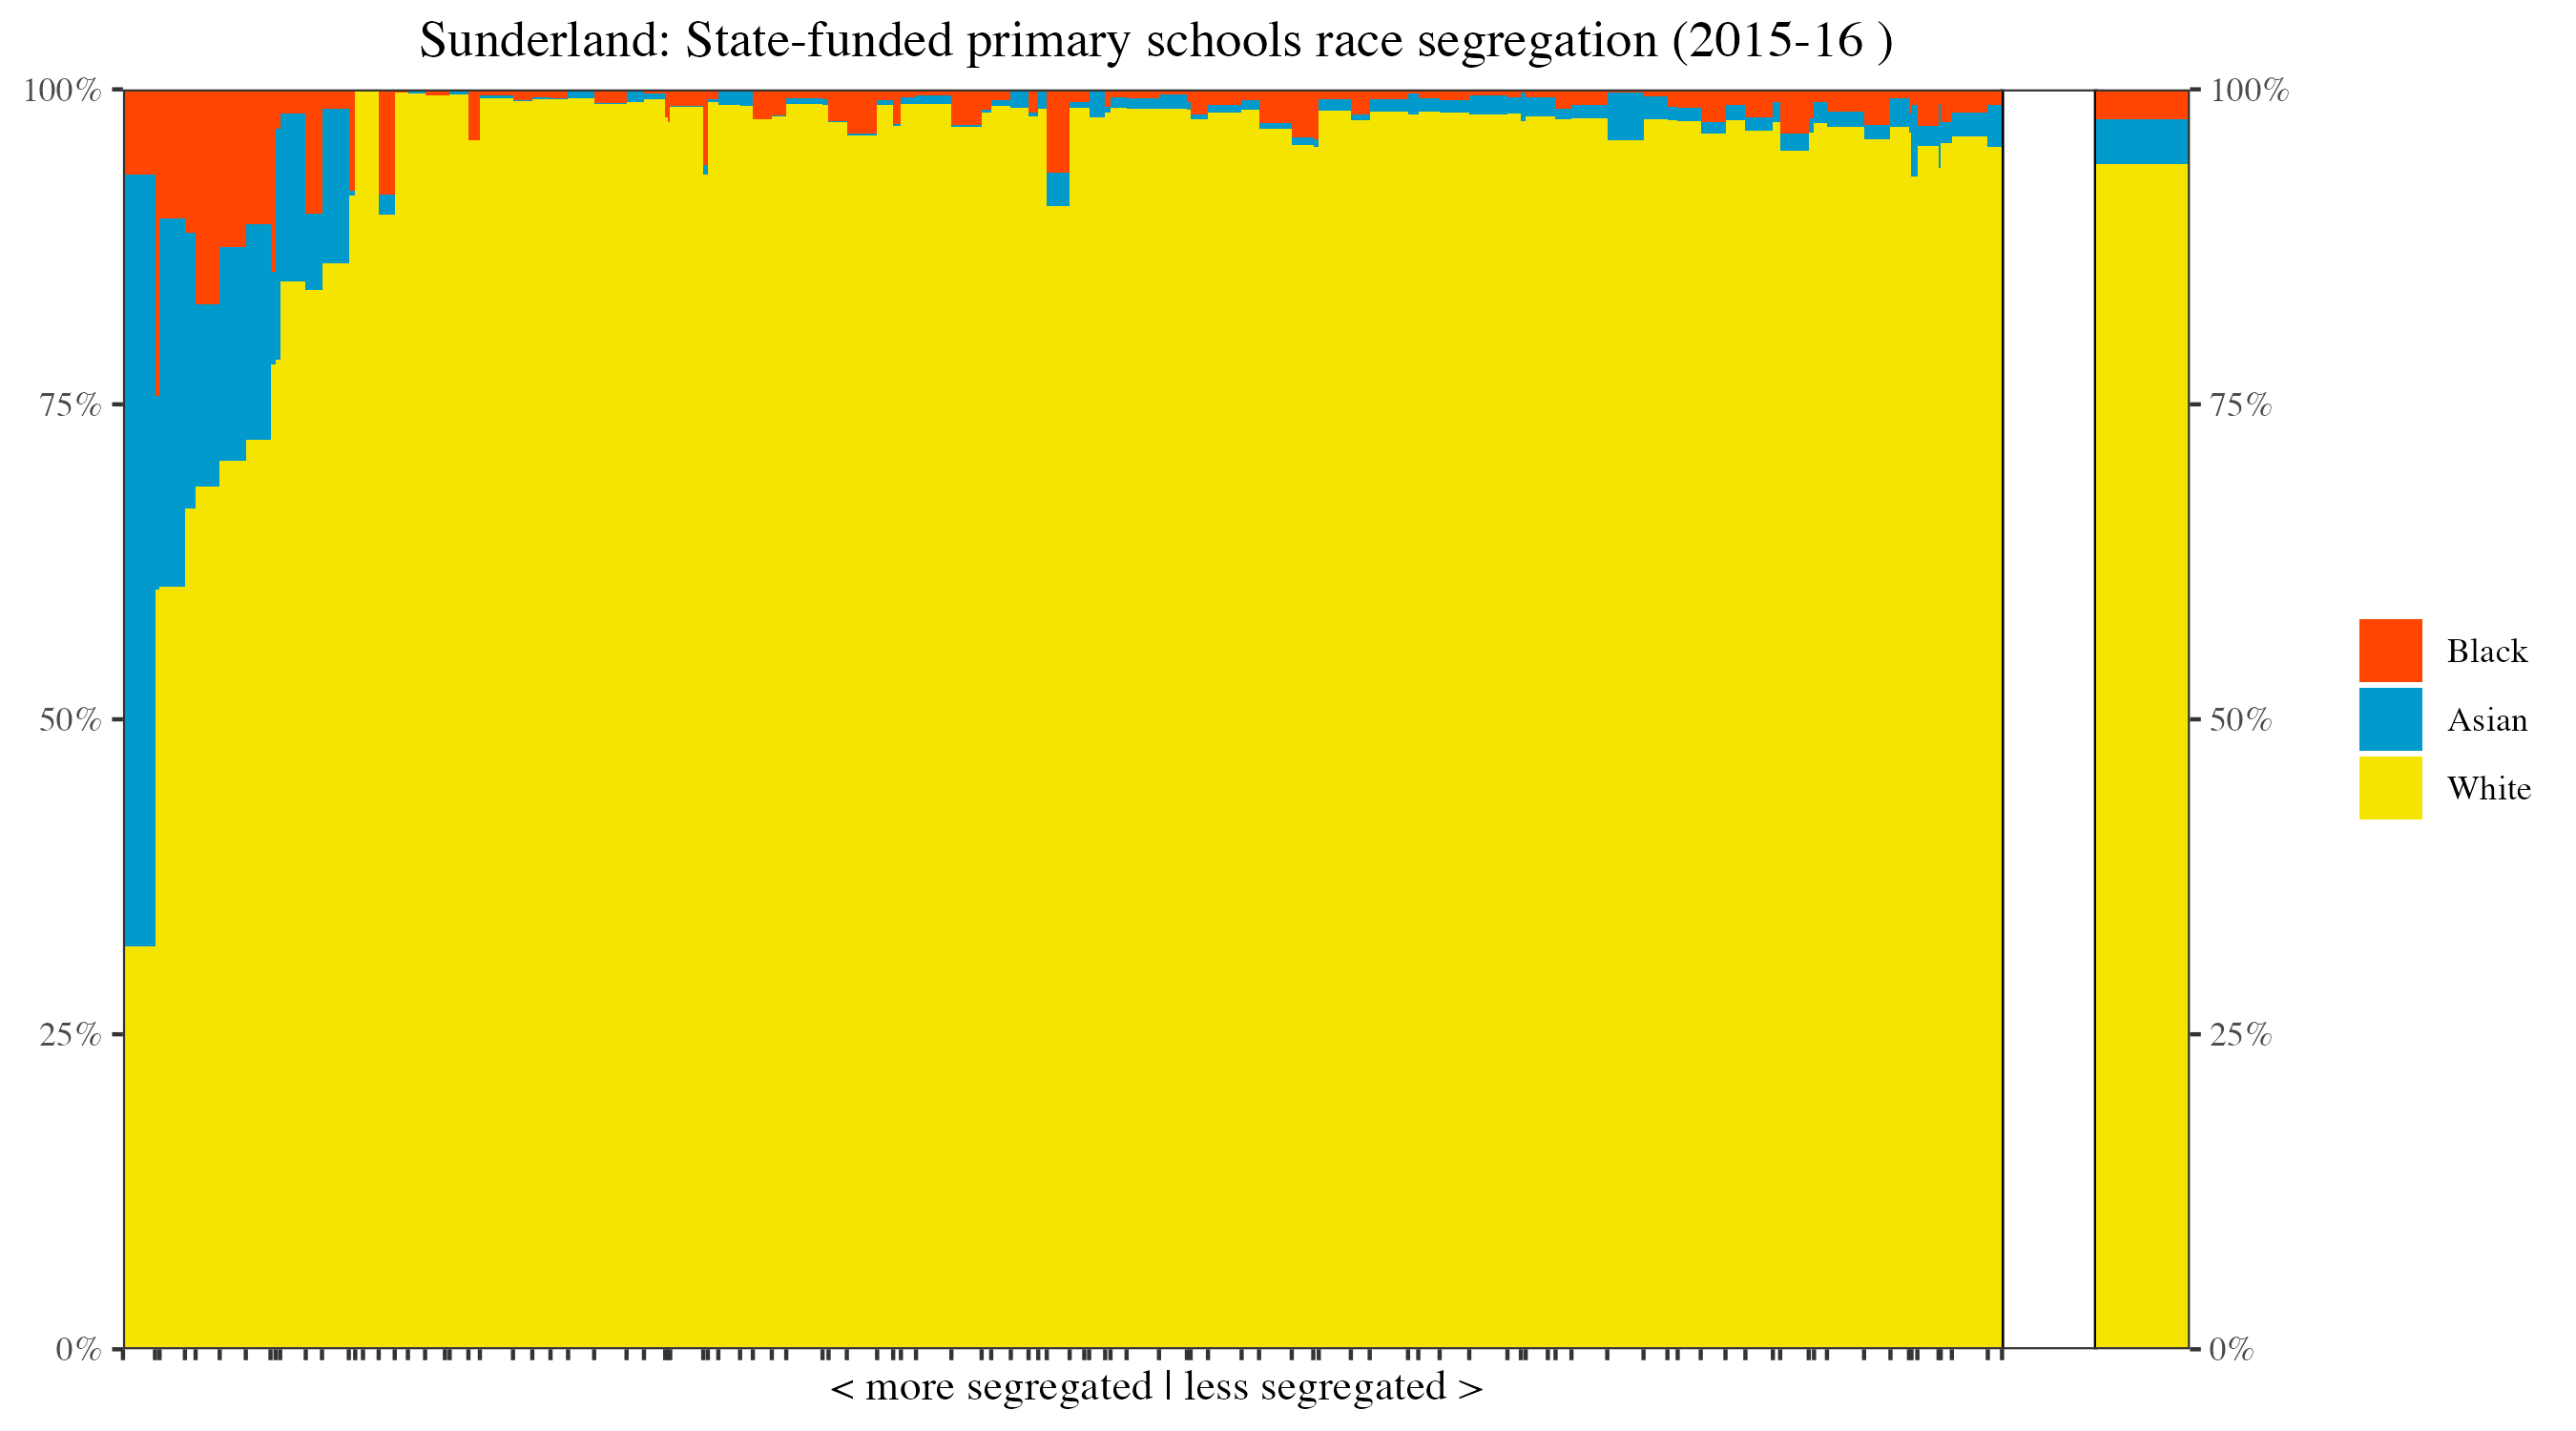 Sunderland: State-funded primary schools race segregation (2015-16 )
100%
75%
50%
25%
0%
100%
75%
50%
25%
0%
Black
Asian
White
< more segregated | less segregated >